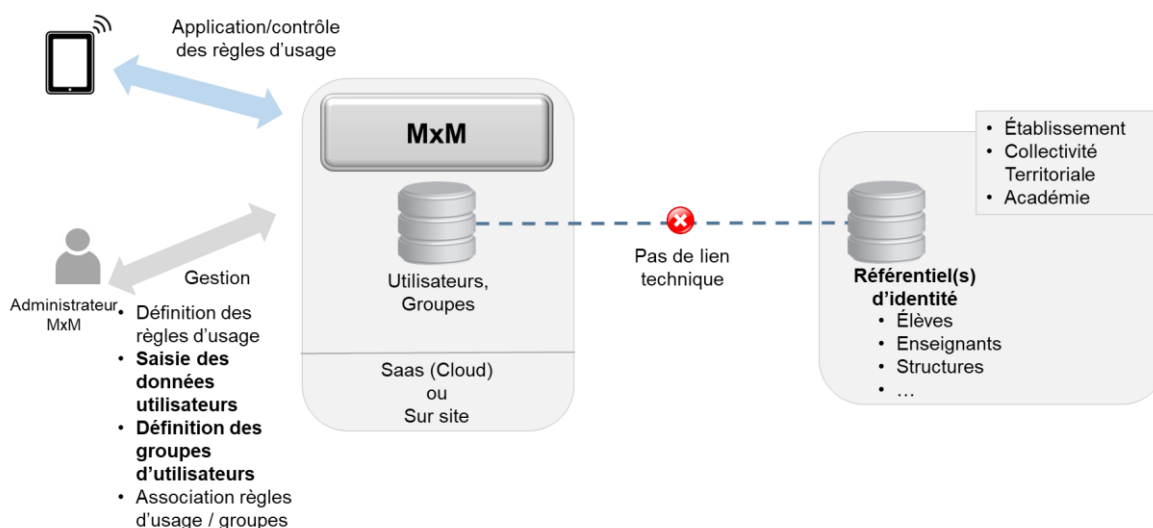 Application/contrôle
des règles d'usage
MxM
Utilisateurs,
Groupes
Saas (Cloud)
ou
Sur site
Administrateur
MxM
Gestion
• Définition des
règles d'usage
• Saisie des
données
utilisateurs
• Définition des
groupes
d'utilisateurs
• Association règles
d'usage / groupes
Pas de lien
technique
• Établissement
• Collectivité
Territoriale
• Académie
Référentiel(s)
d'identité
• Élèves
• Enseignants
• Structures
• …